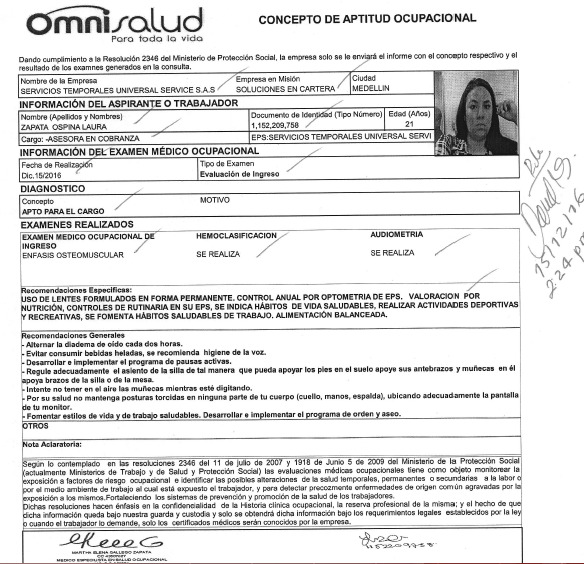 Omnisalud
Para toda la vida
CONCEPTO DE APTITUD OCUPACIONAL
Dando cumplimiento a la Resolución 2346 del Ministerio de Protección Social, la empresa solo se le enviará el informe con el concepto respectivo y el
resultado de los examnes generados en la consulta.
Nombre de la Empresa Empresa en Misión Ciudad
SERVICIOS TEMPORALES UNIVERSAL SERVICE S.A.S SOLUCIONES EN CARTERA MEDELLIN
INFORMACIÓN DEL ASPIRANTE O TRABAJADOR
Nombre (Apellidos y Nombres) Documento de Identidad (Tipo Número) Edad (Años)
ZAPATA OSPINA LAURA 1,152,209,758 21
Cargo: -ASESORA EN COBRANZA EPS:SERVICIOS TEMPORALES UNIVERSAL SERVI
INFORMACIÓN DEL EXAMEN MÉDICO OCUPACIONAL
Fecha de Realización Tipo de Examen
Dic.15/2016 Evaluación de Ingreso
DIAGNOSTICO
Concepto MOTIVO
APTO PARA EL CARGO
EXAMENES REALIZADOS
EXAMEN MEDICO OCUPACIONAL DE HEMOCLASIFICACION AUDIOMETRIA
INGRESO
ENFASIS OSTEOMUSCULAR SE REALIZA SE REALIZA
15/12/16
2:24 pm
Recomendaciones Específicas:
USO DE LENTES FORMULADOS EN FORMA PERMANENTE. CONTROL ANUAL POR OPTOMETRIA DE EPS. VALORACION POR
NUTRICIÓN, CONTROLES DE RUTINARIA EN SU EPS, SE INDICA HÁBITOS DE VIDA SALUDABLES, REALIZAR ACTIVIDADES DEPORTIVAS
Y RECREATIVAS, SE FOMENTA HÁBITOS SALUDABLES DE TRABAJO. ALIMENTACIÓN BALANCEADA.
Recomendaciones Generales
- Alternar la diadema de oído cada dos horas.
- Evitar consumir bebidas heladas, se recomienda higiene de la voz.
- Desarrollar e implementar el programa de pausas activas.
- Regule adecuadamente el asiento de la silla de tal manera que pueda apoyar los pies en el suelo apoye sus antebrazos y muñecas en él
apoya brazos de la silla o de la mesa.
- Intente no tener en el aire las muñecas mientras esté digitando.
- Por su salud no mantenga posturas torcidas en ninguna parte de tu cuerpo (cuello, manos, espalda), ubicando adecuadamente la pantalla
de tu monitor.
- Fomentar estilos de vida y de trabajo saludables. Desarrollar e implementar el programa de orden y aseo.
OTROS
Nota Aclaratoria:
Según lo contemplado en las resoluciones 2346 del 11 de julio de 2007 y 1918 de Junio 5 de 2009 del Ministerio de la Protección Social
(actualmente Ministerios de Trabajo y de Salud y Protección Social) las evaluaciones médicas ocupacionales tiene como objeto monitorear la
exposición a factores de riesgo ocupacional e identificar las posibles alteraciones de la salud temporales, permanentes o secundarias a la labor o
por el medio ambiente de trabajo al cual está expuesto el trabajador, y para detectar precozmente enfermedades de origen común agravadas por la
exposición a los mismos.Fortaleciendo los sistemas de prevención y promoción de la salud de los trabajadores.
Dichas resoluciones hacen énfasis en la confidencialidad de la Historia clínica ocupacional, la reserva profesional de la misma; y el hecho de que
dicha información queda bajo nuestra guarda y custodia y solo se obtendrá dicha información bajo los requerimientos legales establecidos por la ley
o cuando el trabajador lo demande, solo los certificados médicos serán conocidos por la empresa.
MARTHA ELENA GALLEGO ZAPATA
MEDICO ESPECIALISTA EN SALUD OCUPACIONAL
1152209758